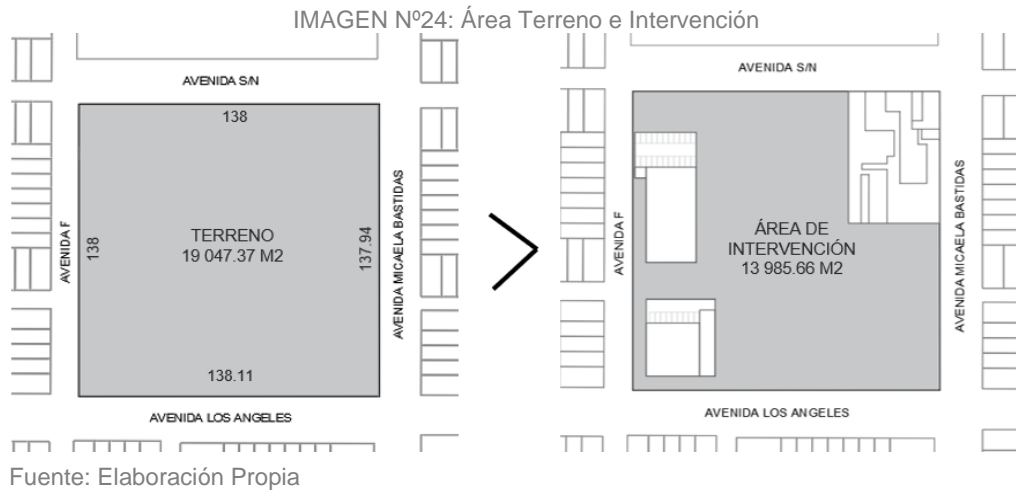 IMAGEN Nº24: Área Terreno e Intervención
AVENIDA S/N
138
AVENIDA F
138
TERRENO
19 047.37 M2
137.94
AVENIDA MICAELA BASTIDAS
138.11
AVENIDA LOS ANGELES
AVENIDA S/N
AVENIDA F
ÁREA DE
INTERVENCIÓN
13 985.66 M2
AVENIDA MICAELA BASTIDAS
AVENIDA LOS ANGELES
Fuente: Elaboración Propia